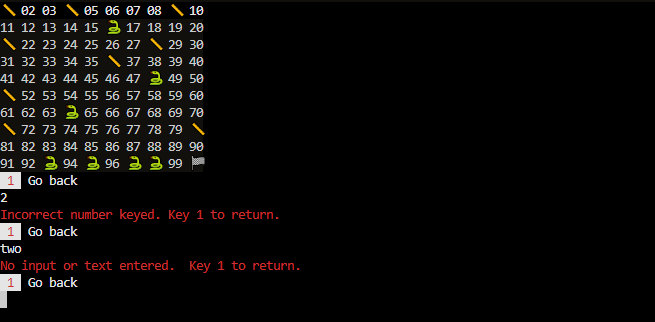 02 03 05 06 07 08 10
11 12 13 14 15 17 18 19 20
22 23 24 25 26 27 29 30
31 32 33 34 35 37 38 39 40
41 42 43 44 45 46 47 49 50
52 53 54 55 56 57 58 59 60
61 62 63 65 66 67 68 69 70
72 73 74 75 76 77 78 79
81 82 83 84 85 86 87 88 89 90
91 92 94 96 99
1 Go back
2
Incorrect number keyed. Key 1 to return.
1 Go back
two
No input or text entered.  Key 1 to return.
1 Go back